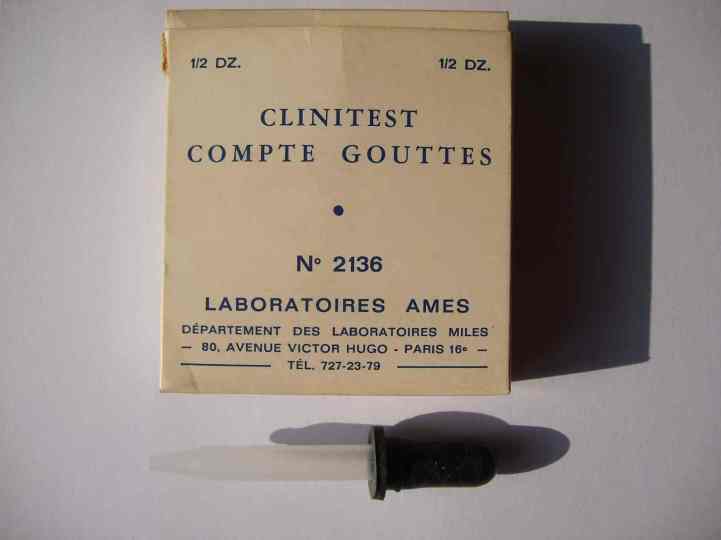 1/2 DZ. 1/2 DZ.
CLINITEST
COMPTE GOUTTES
N° 2136
LABORATOIRES AMES
DÉPARTEMENT DES LABORATOIRES MILES
— 80, AVENUE VICTOR HUGO - PARIS 16e —
TÉL. 727-23-79